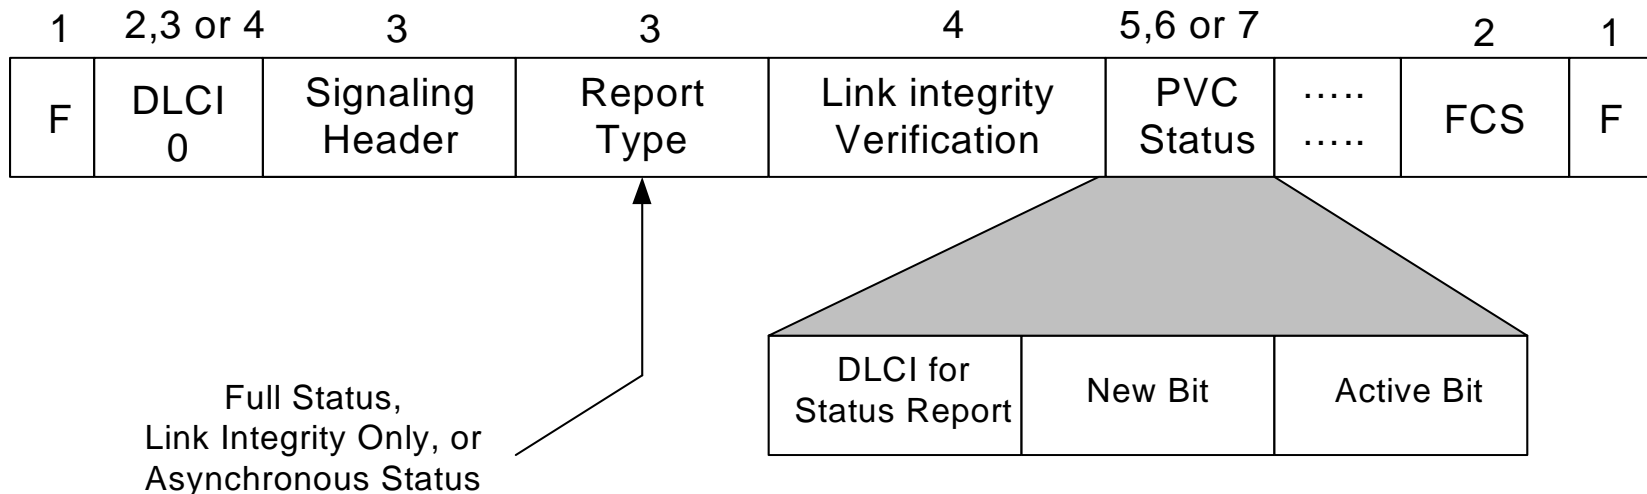 1 2,3 or 4 3 3 4 5,6 or 7 2 1
F
DLCI
0
Signaling
Header
Report
Type
Link integrity
Verification
PVC
Status
.....
.....
FCS
F
DLCI for
Status Report
New Bit
Active Bit
Full Status,
Link Integrity Only, or
Asynchronous Status